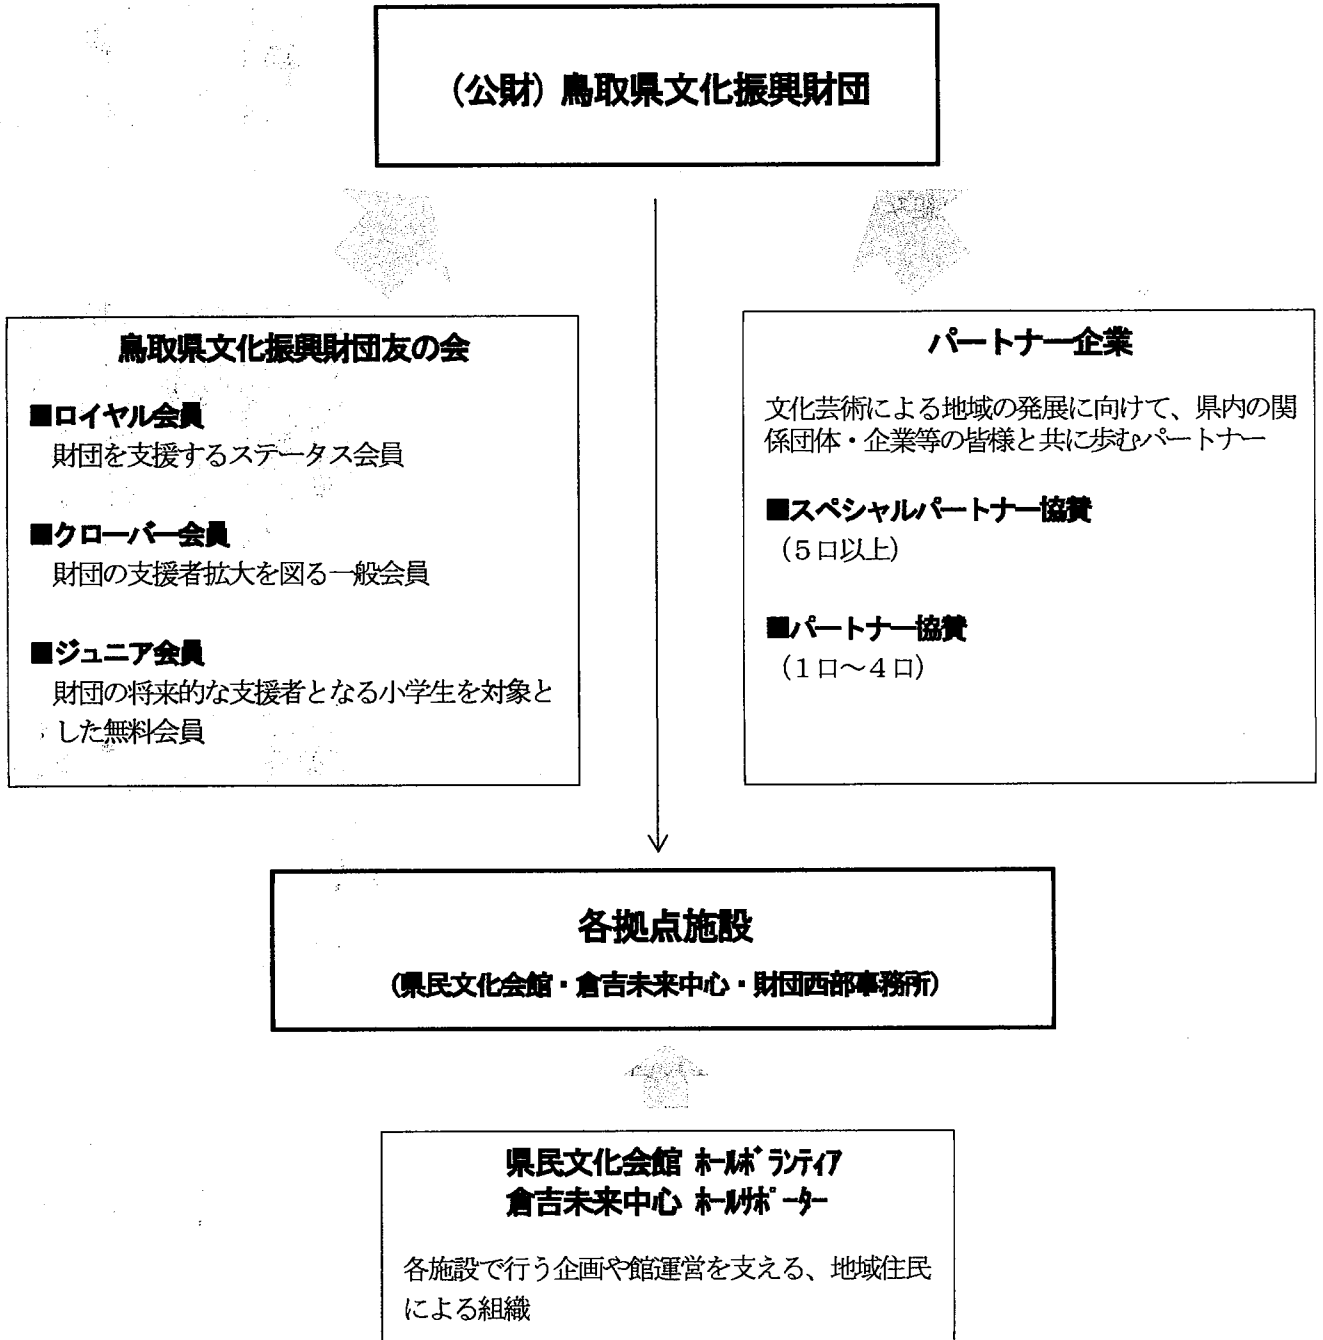 （公財）鳥取県文化振興財団
鳥取県文化振興財団友の会
■ロイヤル会員
財団を支援するステータス会員
■クローバー会員
財団の支援者拡大を図る一般会員
■ジュニア会員
財団の将来的な支援者となる小学生を対象と
した無料会員
パートナー企業
文化芸術による地域の発展に向けて、県内の関
係団体・企業等の皆様と共に歩むパートナー
■スペシャルパートナー協賛
（５口以上）
■パートナー協賛
（１口～４口）
各拠点施設
（県民文化会館・倉吉未来中心・財団西部事務所）
県民文化会館 ﾎｰﾙﾎﾞﾗﾝﾃｨｱ
倉吉未来中心 ﾎｰﾙｻﾎﾟｰﾀｰ
各施設で行う企画や館運営を支える、地域住民
による組織